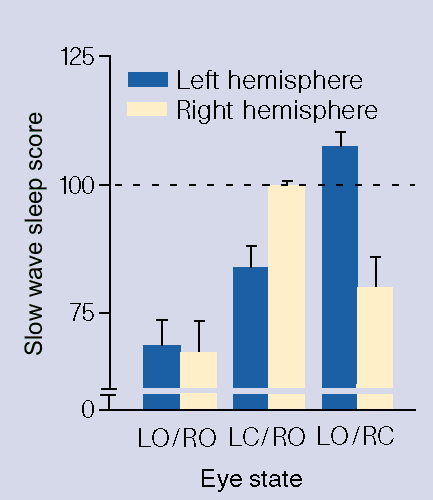 125
Left hemisphere
Right hemisphere
Slow wave sleep score
100
75
0
LO/RO LC/RO LO/RC
Eye state